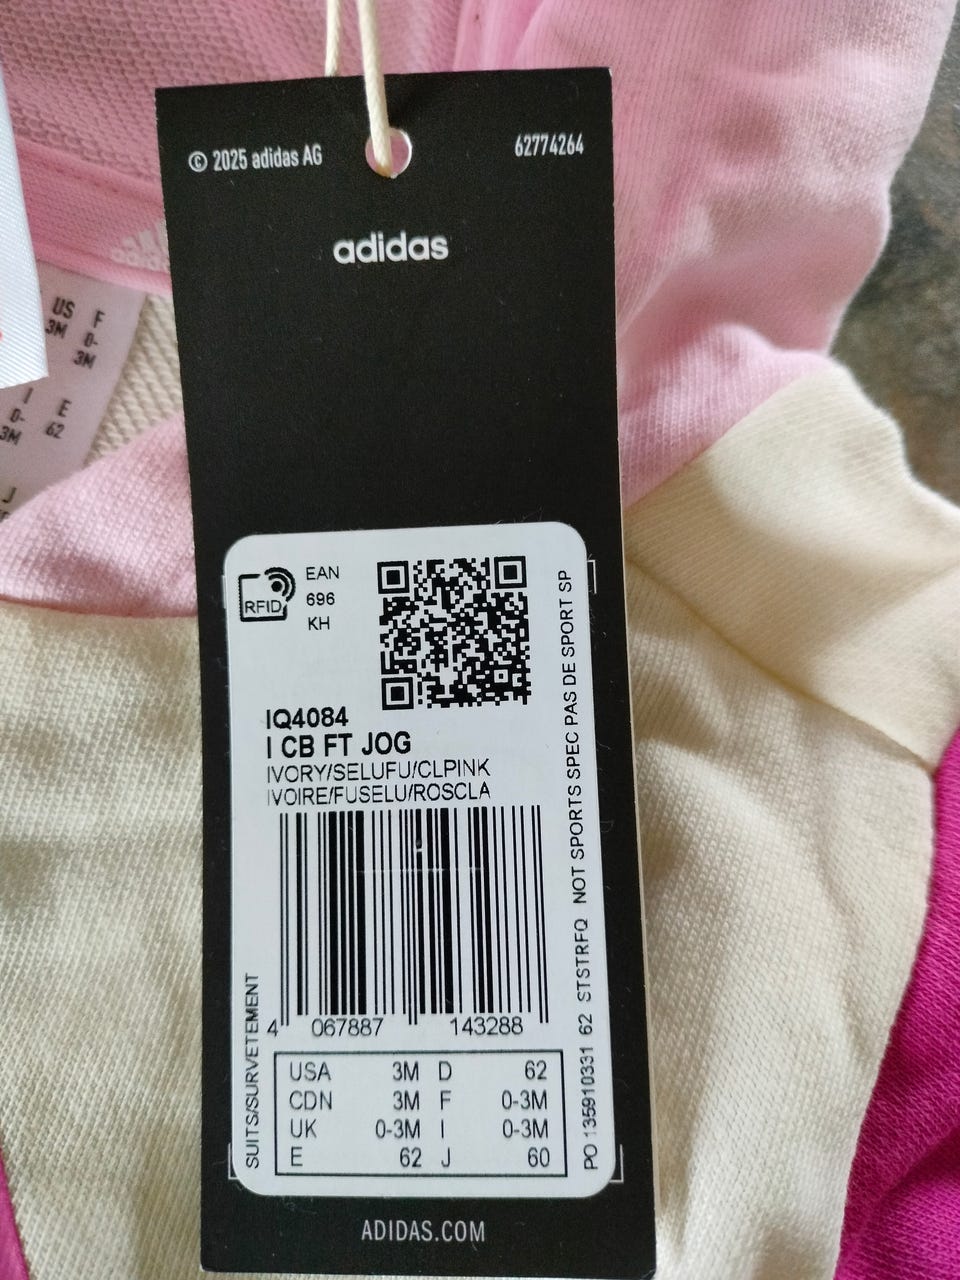 © 2025 adidas AG 62774264
adidas
US F
3M 0-
3M
I E
0- 62
3M
J
RFID
EAN
696
KH
IQ4084
I CB FT JOG
IVORY/SELUFU/CLPINK
IVOIRE/FUSELU/ROSCLA
4 067887 143288
SUITS/SURVETEMENT
PO 135910331 62 STSTRFQ NOT SPORTS SPEC PAS DE SPORT SP
USA 3M D 62
CDN 3M F 0-3M
UK 0-3M I 0-3M
E 62 J 60
ADIDAS.COM